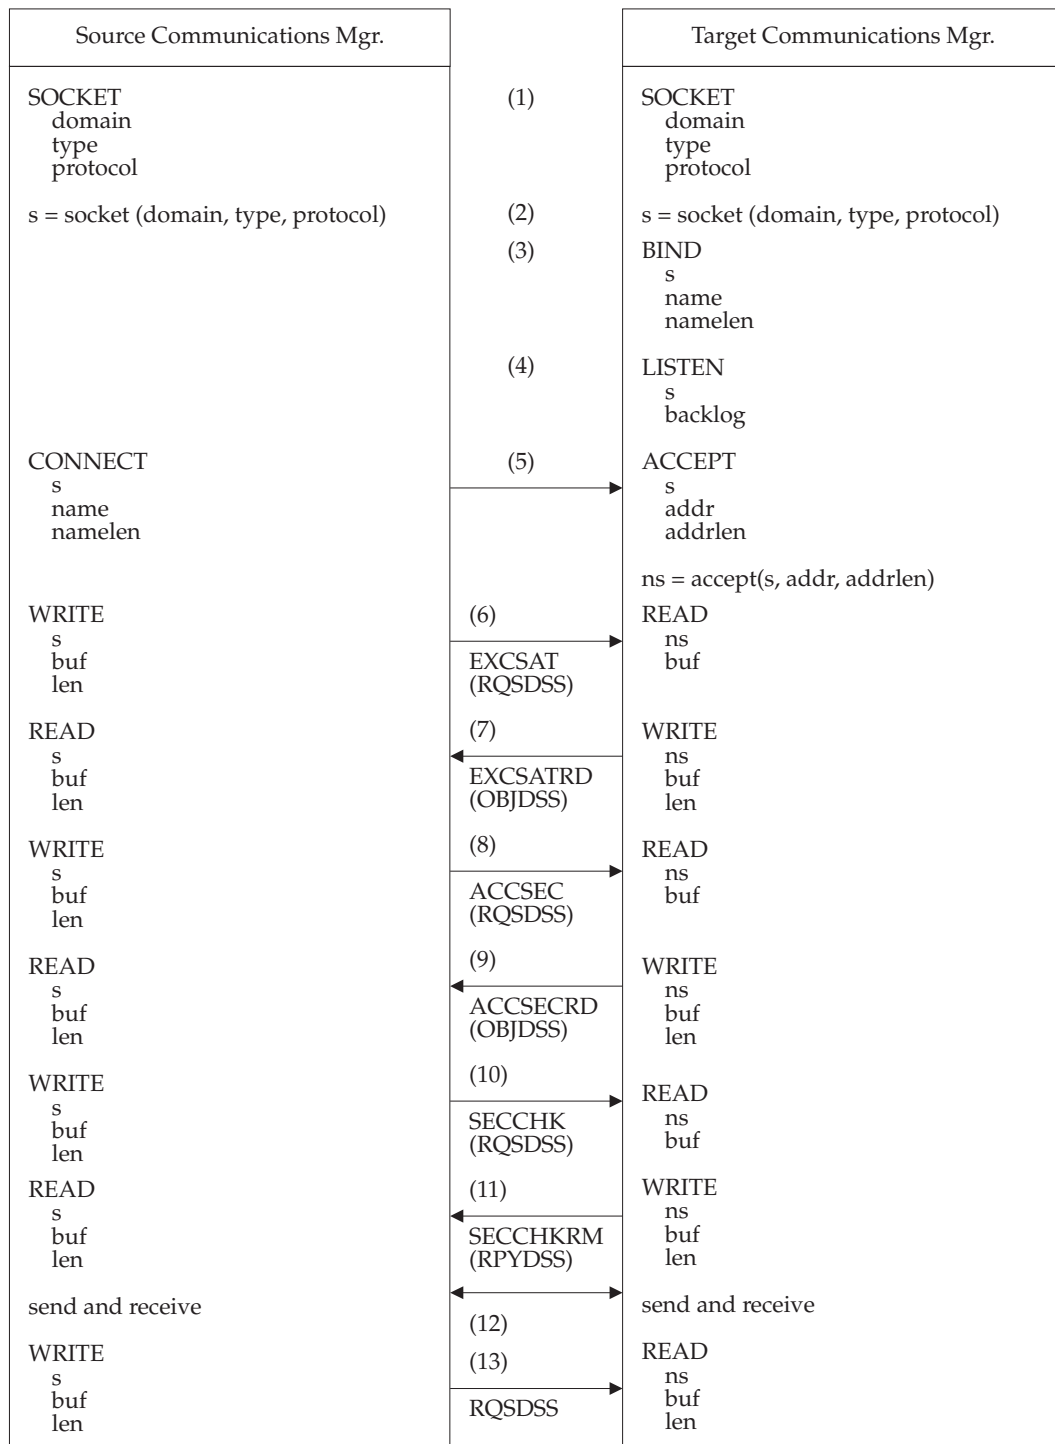 Source Communications Mgr.
Target Communications Mgr.
SOCKET (1) SOCKET
domain domain
type type
protocol protocol
s = socket (domain, type, protocol) (2) s = socket (domain, type, protocol)
(3) BIND
s
name
namelen
(4) LISTEN
s
backlog
CONNECT (5) ACCEPT
s s
name addr
namelen addrlen
ns = accept(s, addr, addrlen)
WRITE (6) READ
s ns
buf EXCSAT buf
len (RQSDSS)
READ (7) WRITE
s ns
buf EXCSATRD buf
len (OBJDSS) len
WRITE (8) READ
s ns
buf ACCSEC buf
len (RQSDSS)
READ (9) WRITE
s ns
buf ACCSECRD buf
len (OBJDSS) len
WRITE (10) READ
s ns
buf SECCHK buf
len (RQSDSS)
READ (11) WRITE
s ns
buf SECCHKRM buf
len (RPYDSS) len
send and receive send and receive
(12)
WRITE (13) READ
s ns
buf RQSDSS buf
len len